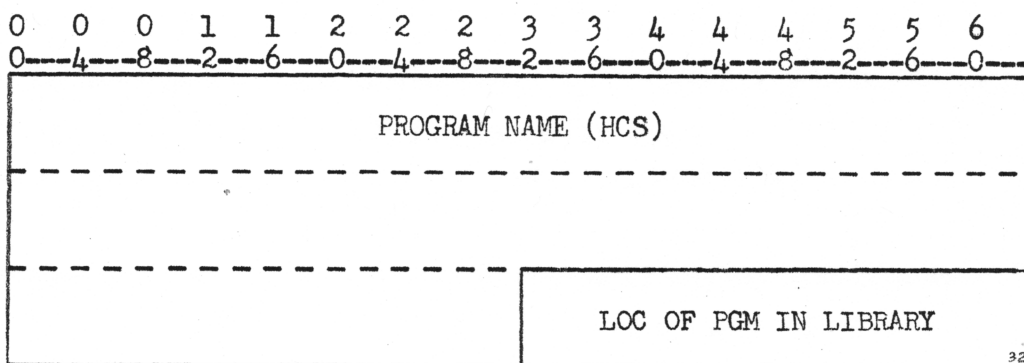 0 0 0 1 1 2 2 2 3 3 4 4 4 5 5 6
0---4---8---2---6---0---4---8---2---6---0---4---8---2---6---0---
PROGRAM NAME (HCS)
LOC OF PGM IN LIBRARY
32